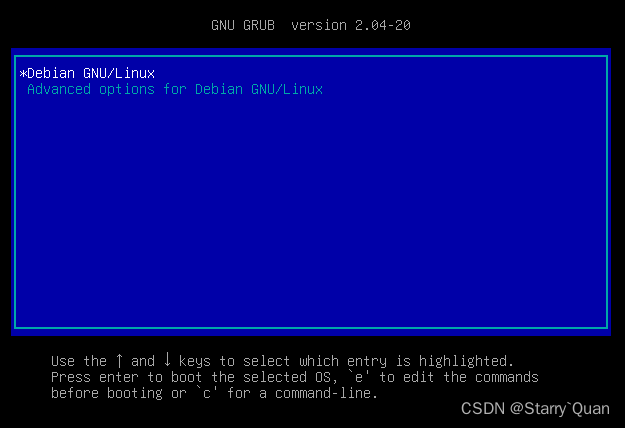 GNU GRUB  version 2.04-20
*Debian GNU/Linux
Advanced options for Debian GNU/Linux
Use the ↑ and ↓ keys to select which entry is highlighted.
Press enter to boot the selected OS, `e' to edit the commands
before booting or `c' for a command-line.
CSDN @Starry`Quan